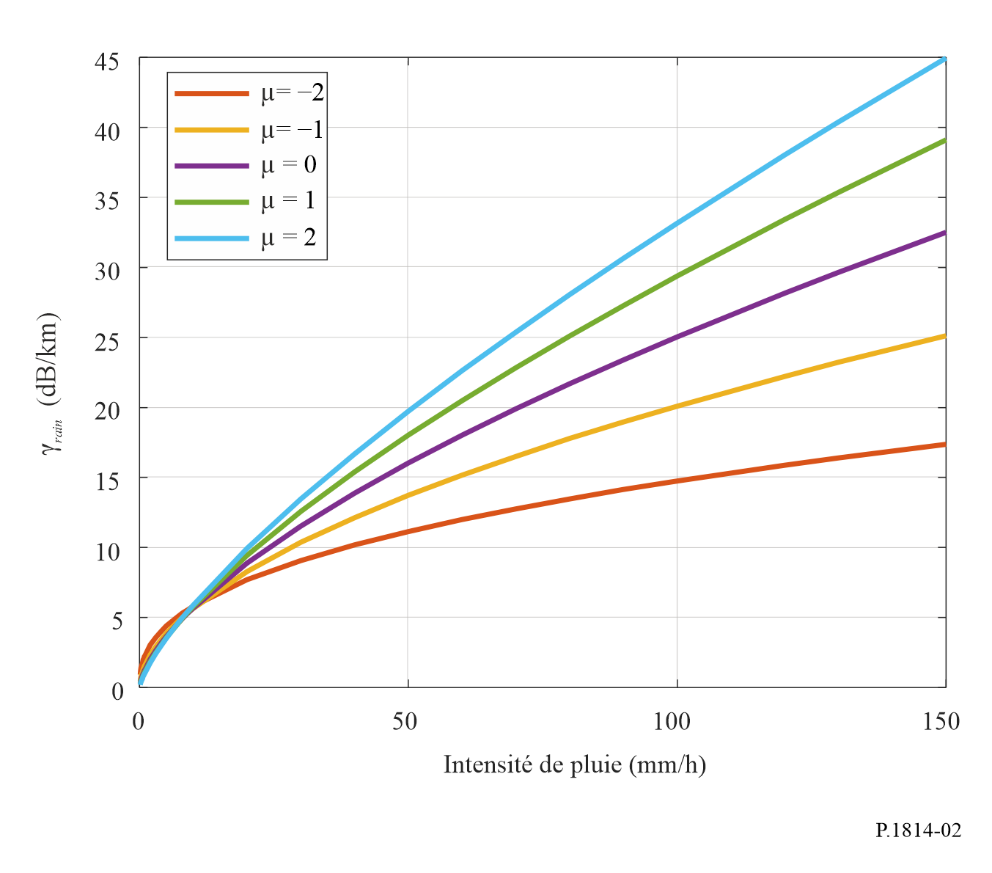 45
40
35
30
25
20
15
10
5
0
γrain (dB/km)
μ= −2
μ= −1
μ = 0
μ = 1
μ = 2
0 50 100 150
Intensité de pluie (mm/h)
P.1814-02